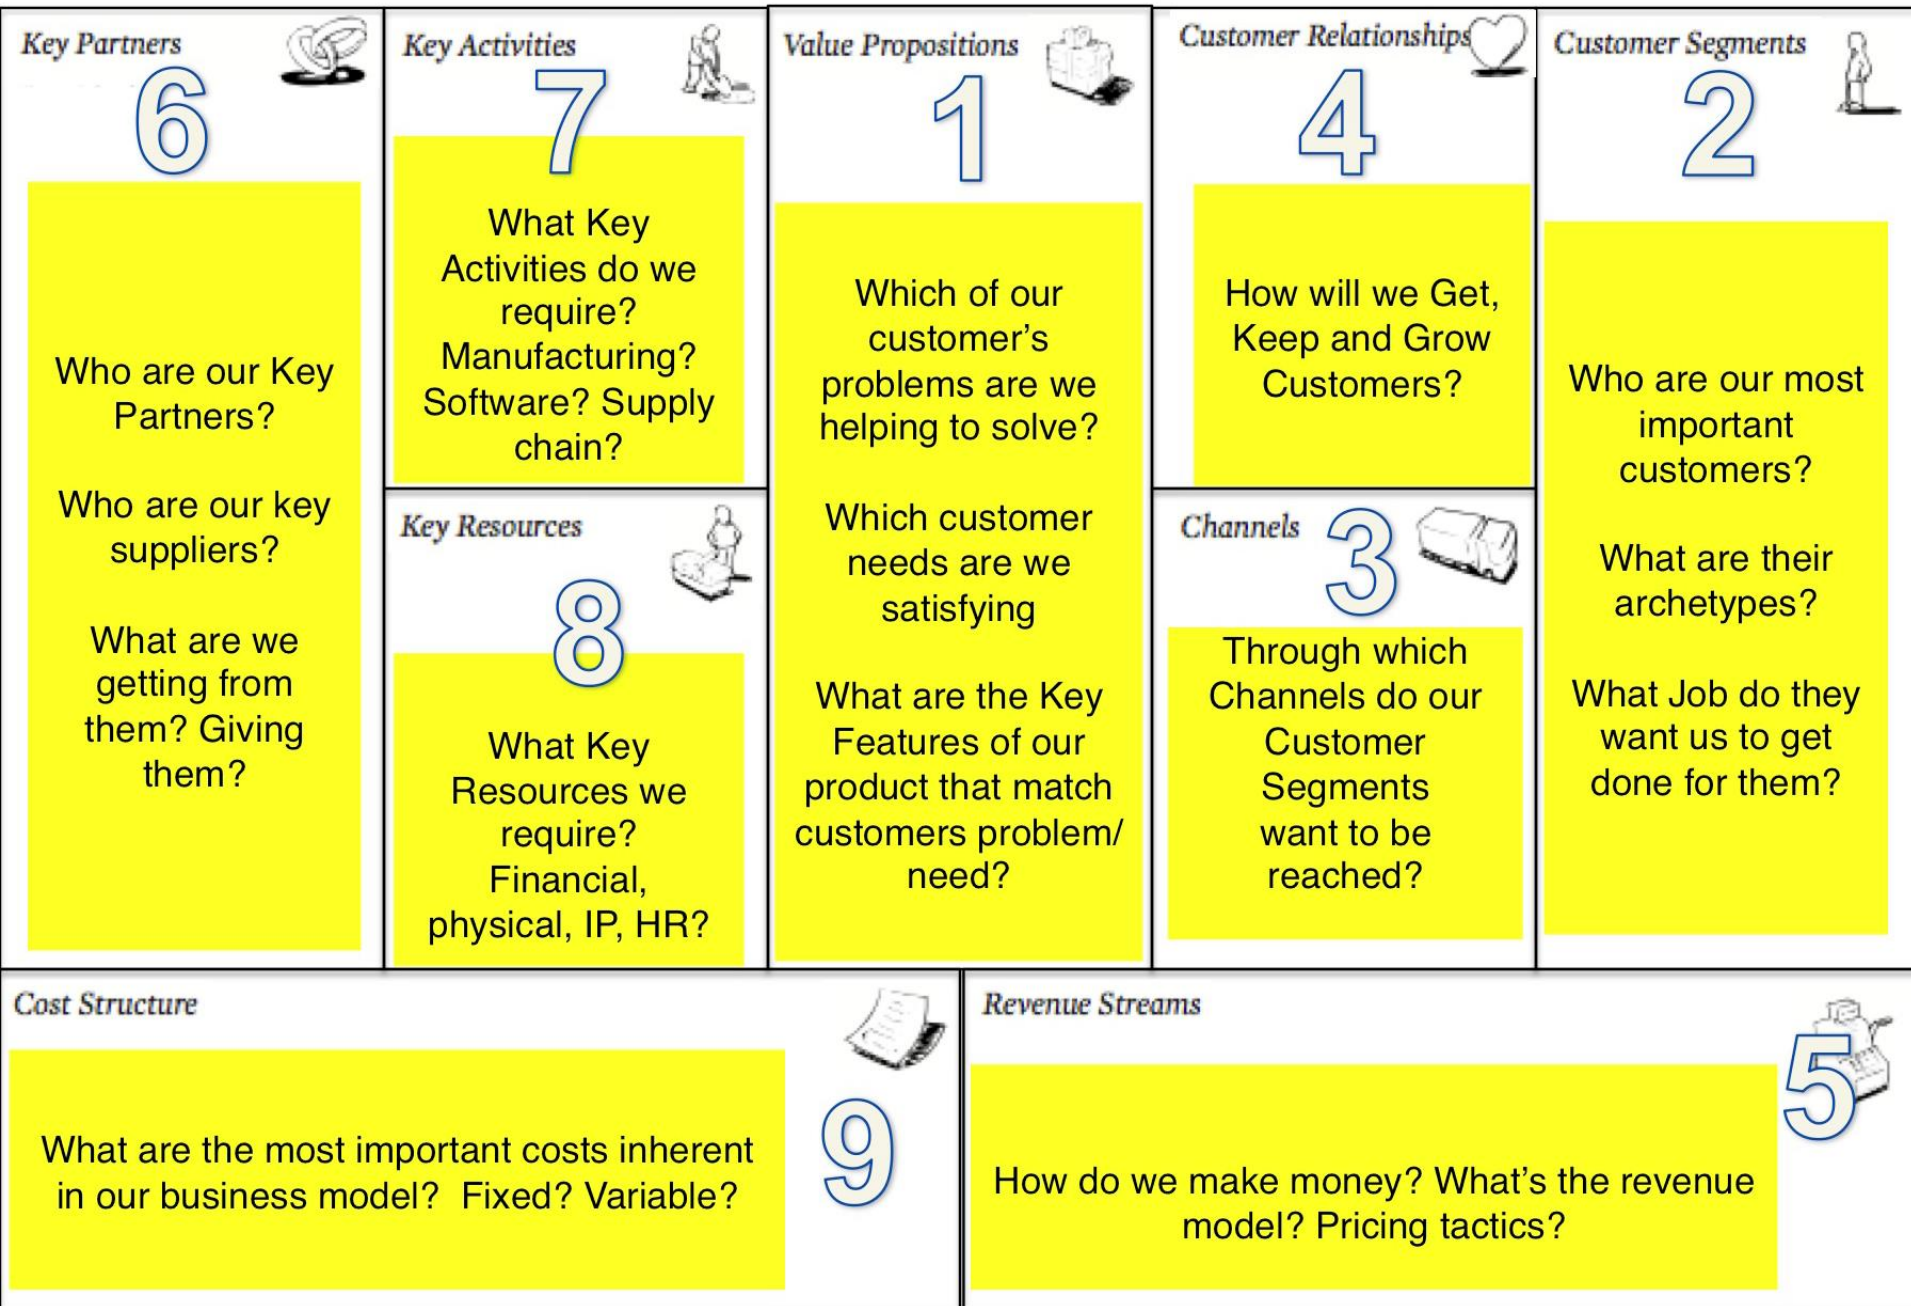 Key Partners
6
Who are our Key
Partners?
Who are our key
suppliers?
What are we
getting from
them? Giving
them?
Key Activities
7
What Key
Activities do we
require?
Manufacturing?
Software? Supply
chain?
Key Resources
8
What Key
Resources we
require?
Financial,
physical, IP, HR?
Value Propositions
1
Which of our
customer’s
problems are we
helping to solve?
Which customer
needs are we
satisfying
What are the Key
Features of our
product that match
customers problem/
need?
Customer Relationships
4
How will we Get,
Keep and Grow
Customers?
Channels
3
Through which
Channels do our
Customer
Segments
want to be
reached?
Customer Segments
2
Who are our most
important
customers?
What are their
archetypes?
What Job do they
want us to get
done for them?
Cost Structure
9
What are the most important costs inherent
in our business model?  Fixed? Variable?
Revenue Streams
5
How do we make money? What’s the revenue
model? Pricing tactics?